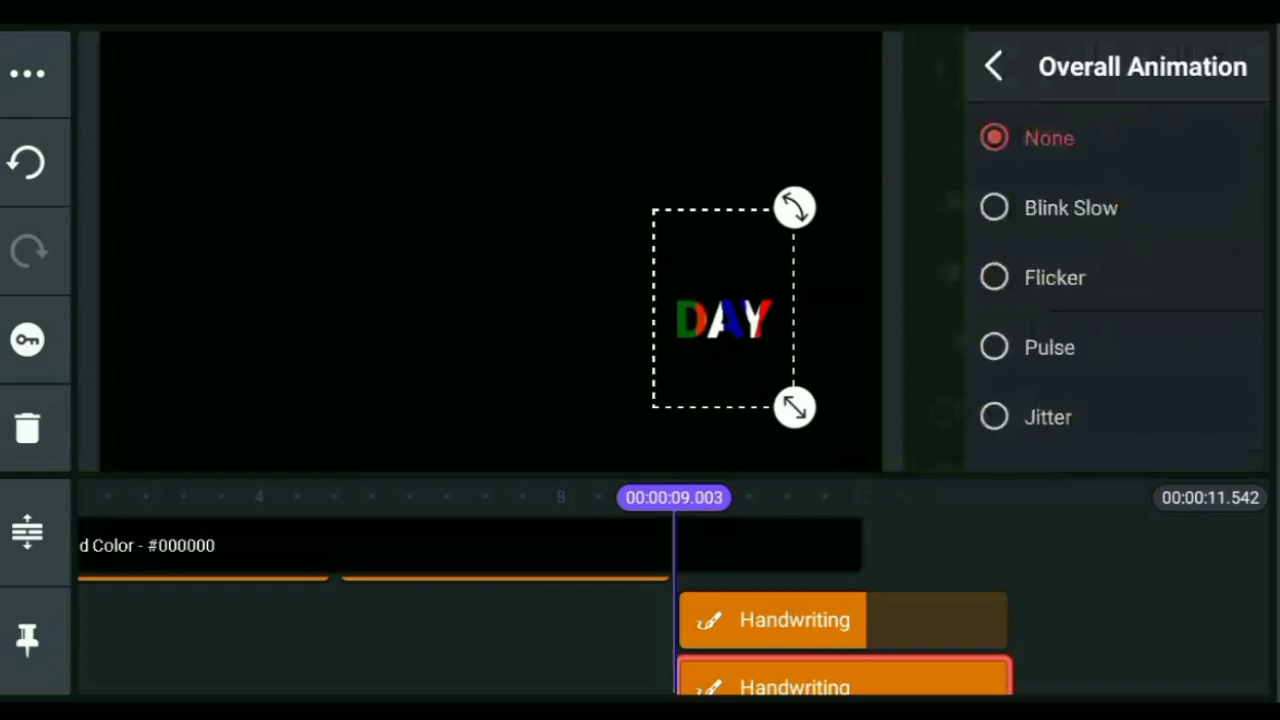 Overall Animation
None
Blink Slow
Flicker
Pulse
Jitter
DAY
4
8
00:00:09.003
00:00:11.542
d Color - #000000
Handwriting
Handwriting